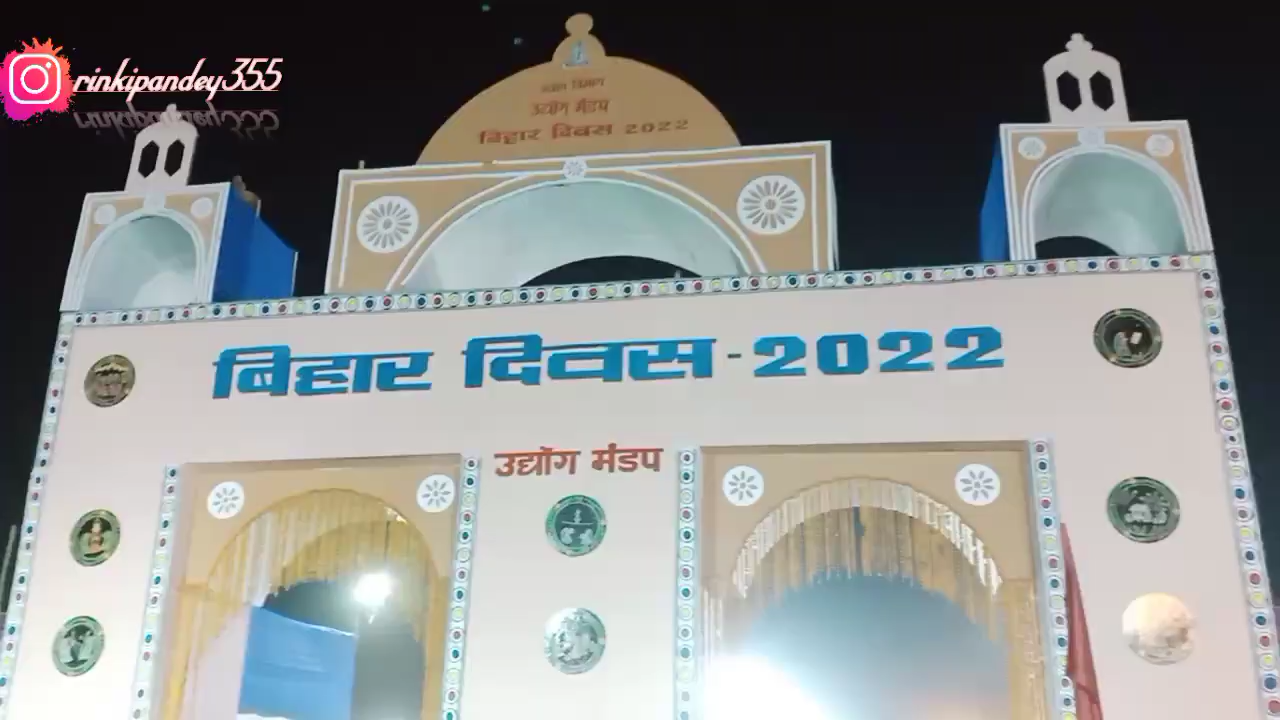 rinkipandey355
उद्योग मंडप
बिहार दिवस 2022
बिहार दिवस-2022
उद्योग मंडप